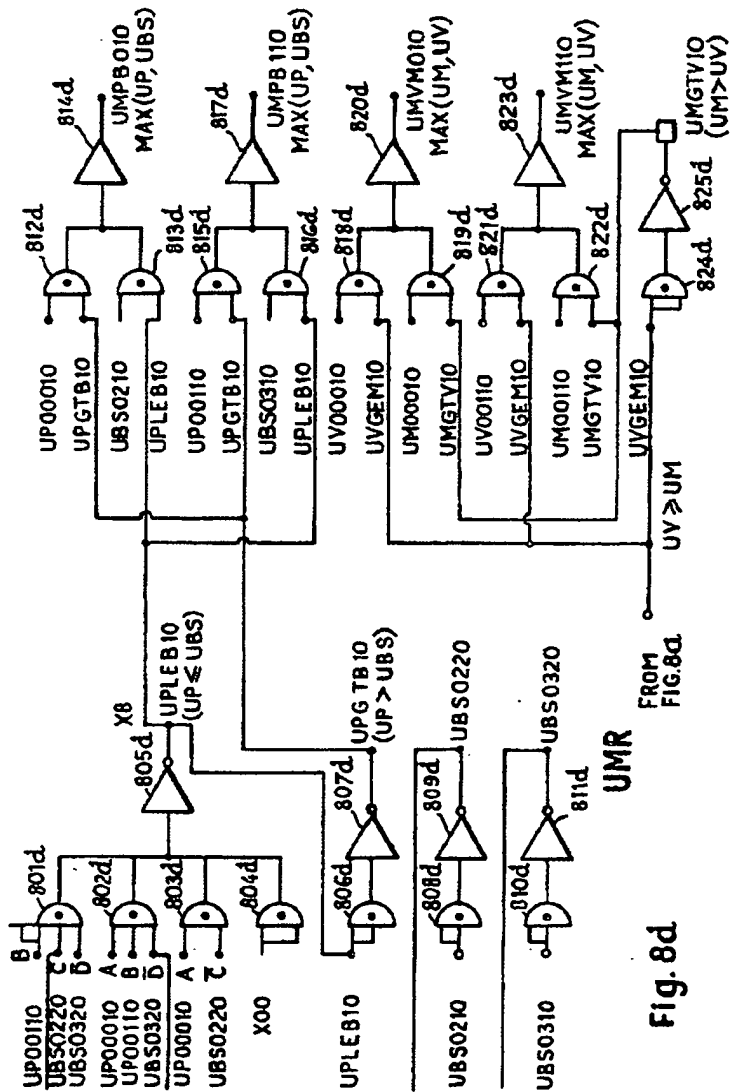 UP00110
UBS0220
UBS0320
UP00010
UP00110
UBS0320
UP00010
UBS0220
X00
UPLEB10
UBS0210
UBS0310
B
C̅
D̅
A
B
D̅
A
C̅
801d
802d
803d
804d
805d
X8
UPLEB10
(UP ≤ UBS)
806d
807d
UPGTB10
(UP > UBS)
808d
809d
UBS0220
810d
811d
UBS0320
UMR
FROM
FIG.8a
UV ⩾ UM
UP00010
UPGTB10
UBS0210
UPLEB10
UP00110
UPGTB10
UBS0310
UPLEB10
UV00010
UVGEM10
UM00010
UMGTV10
UV00110
UVGEM10
UM00110
UMGTV10
UVGEM10
812d
813d
814d
UMPB010
MAX(UP, UBS)
815d
816d
817d
UMPB110
MAX(UP, UBS)
818d
819d
820d
UMVM010
MAX(UM, UV)
821d
822d
823d
UMVM110
MAX(UM, UV)
824d
825d
UMGTV10
(UM>UV)
Fig. 8d